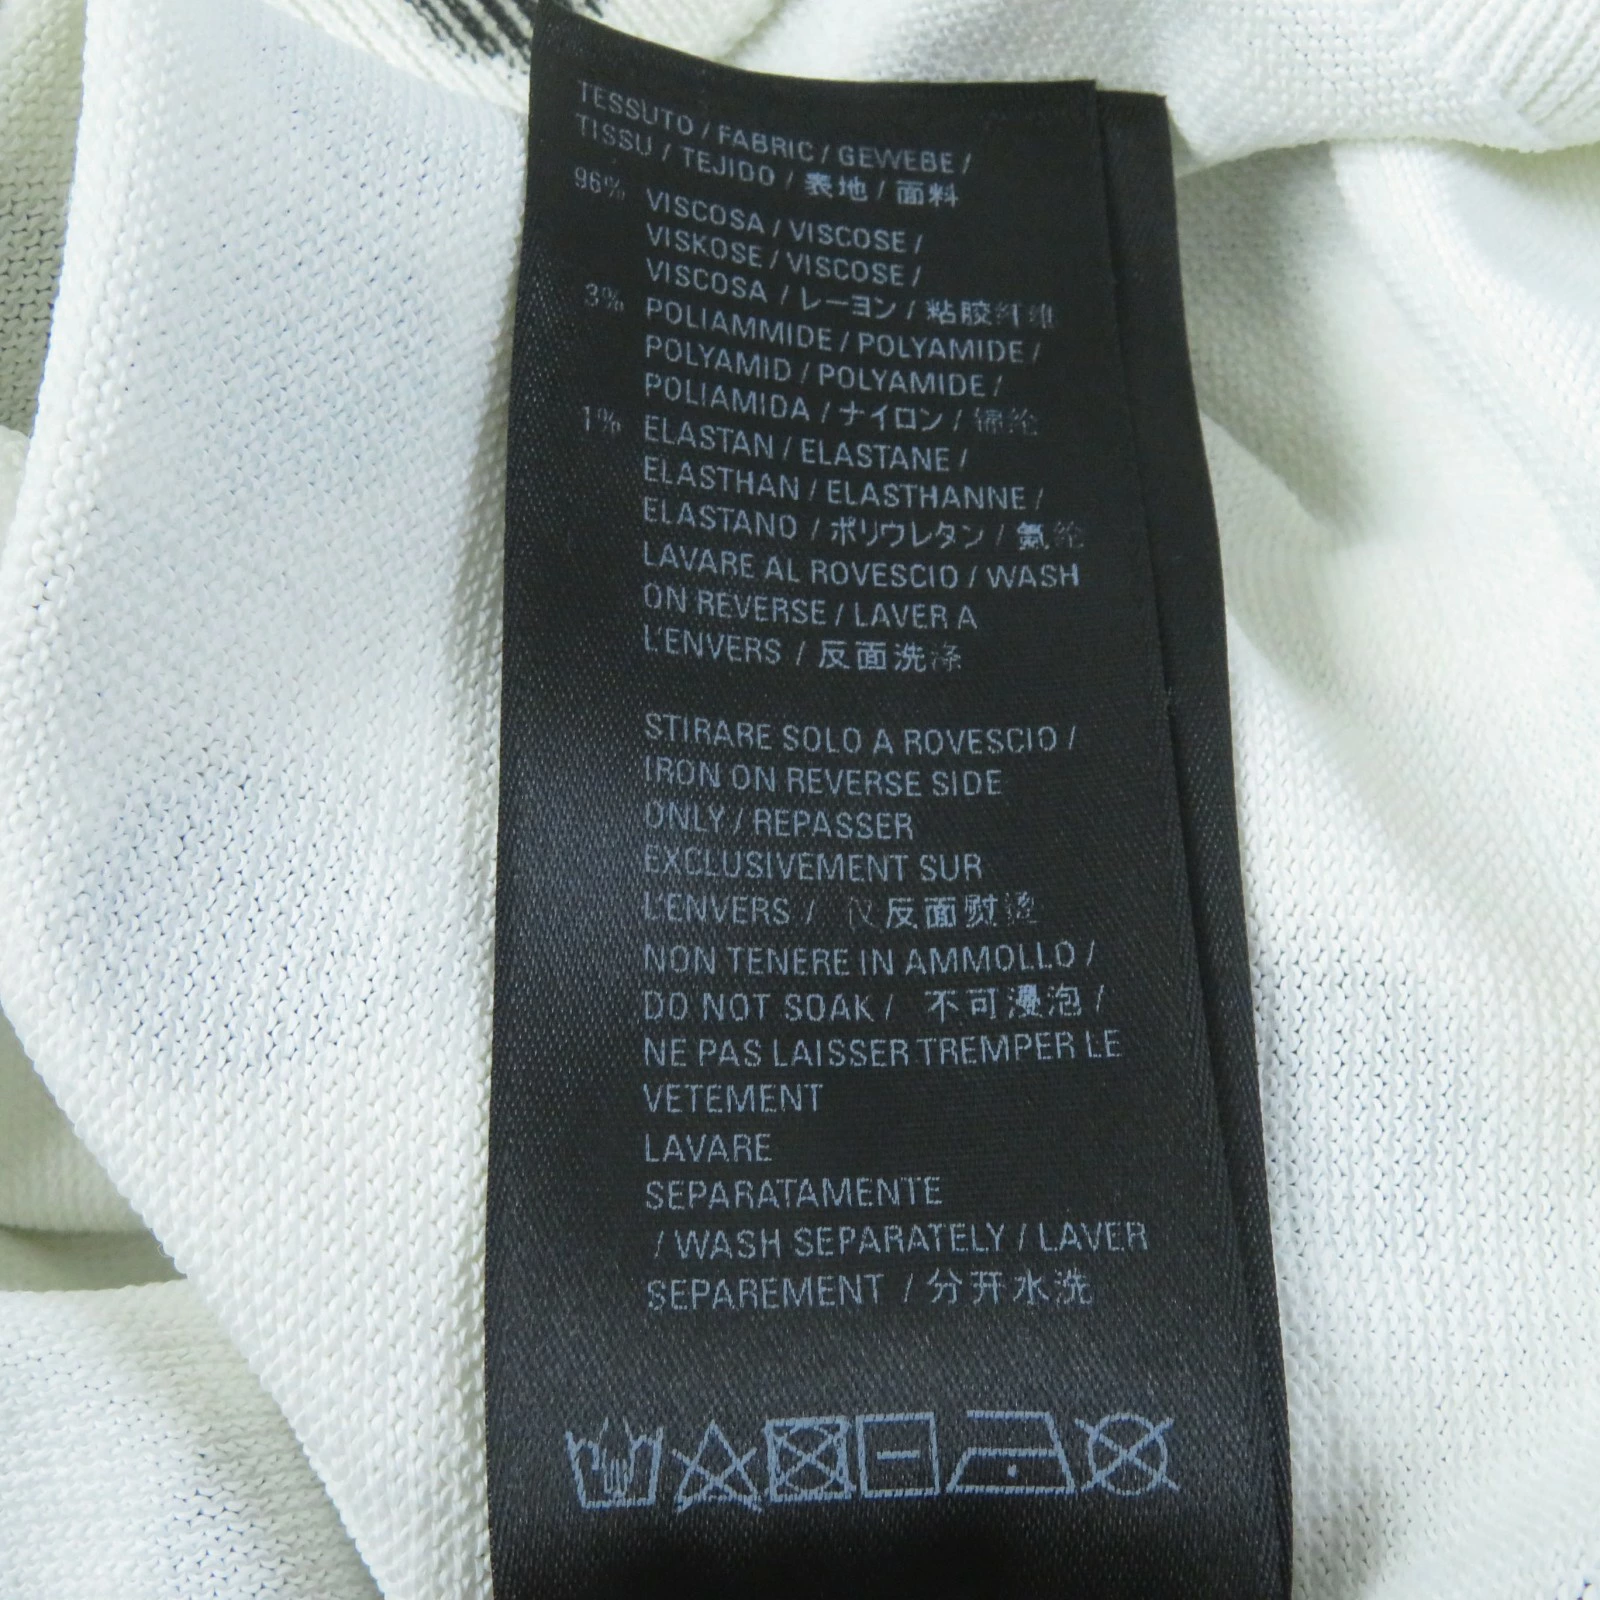 TESSUTO / FABRIC / GEWEBE /
TISSU / TEJIDO / 表地 / 面料
96% VISCOSA / VISCOSE /
VISKOSE / VISCOSE /
VISCOSA / レーヨン / 粘胶纤维
3% POLIAMMIDE / POLYAMIDE /
POLYAMID / POLYAMIDE /
POLIAMIDA / ナイロン / 锦纶
1% ELASTAN / ELASTANE /
ELASTHAN / ELASTHANNE /
ELASTANO / ポリウレタン / 氨纶
LAVARE AL ROVESCIO / WASH
ON REVERSE / LAVER A
L'ENVERS / 反面洗涤
STIRARE SOLO A ROVESCIO /
IRON ON REVERSE SIDE
ONLY / REPASSER
EXCLUSIVEMENT SUR
L'ENVERS / 仅反面熨烫
NON TENERE IN AMMOLLO /
DO NOT SOAK / 不可浸泡 /
NE PAS LAISSER TREMPER LE
VETEMENT
LAVARE
SEPARATAMENTE
/ WASH SEPARATELY / LAVER
SEPAREMENT / 分开水洗